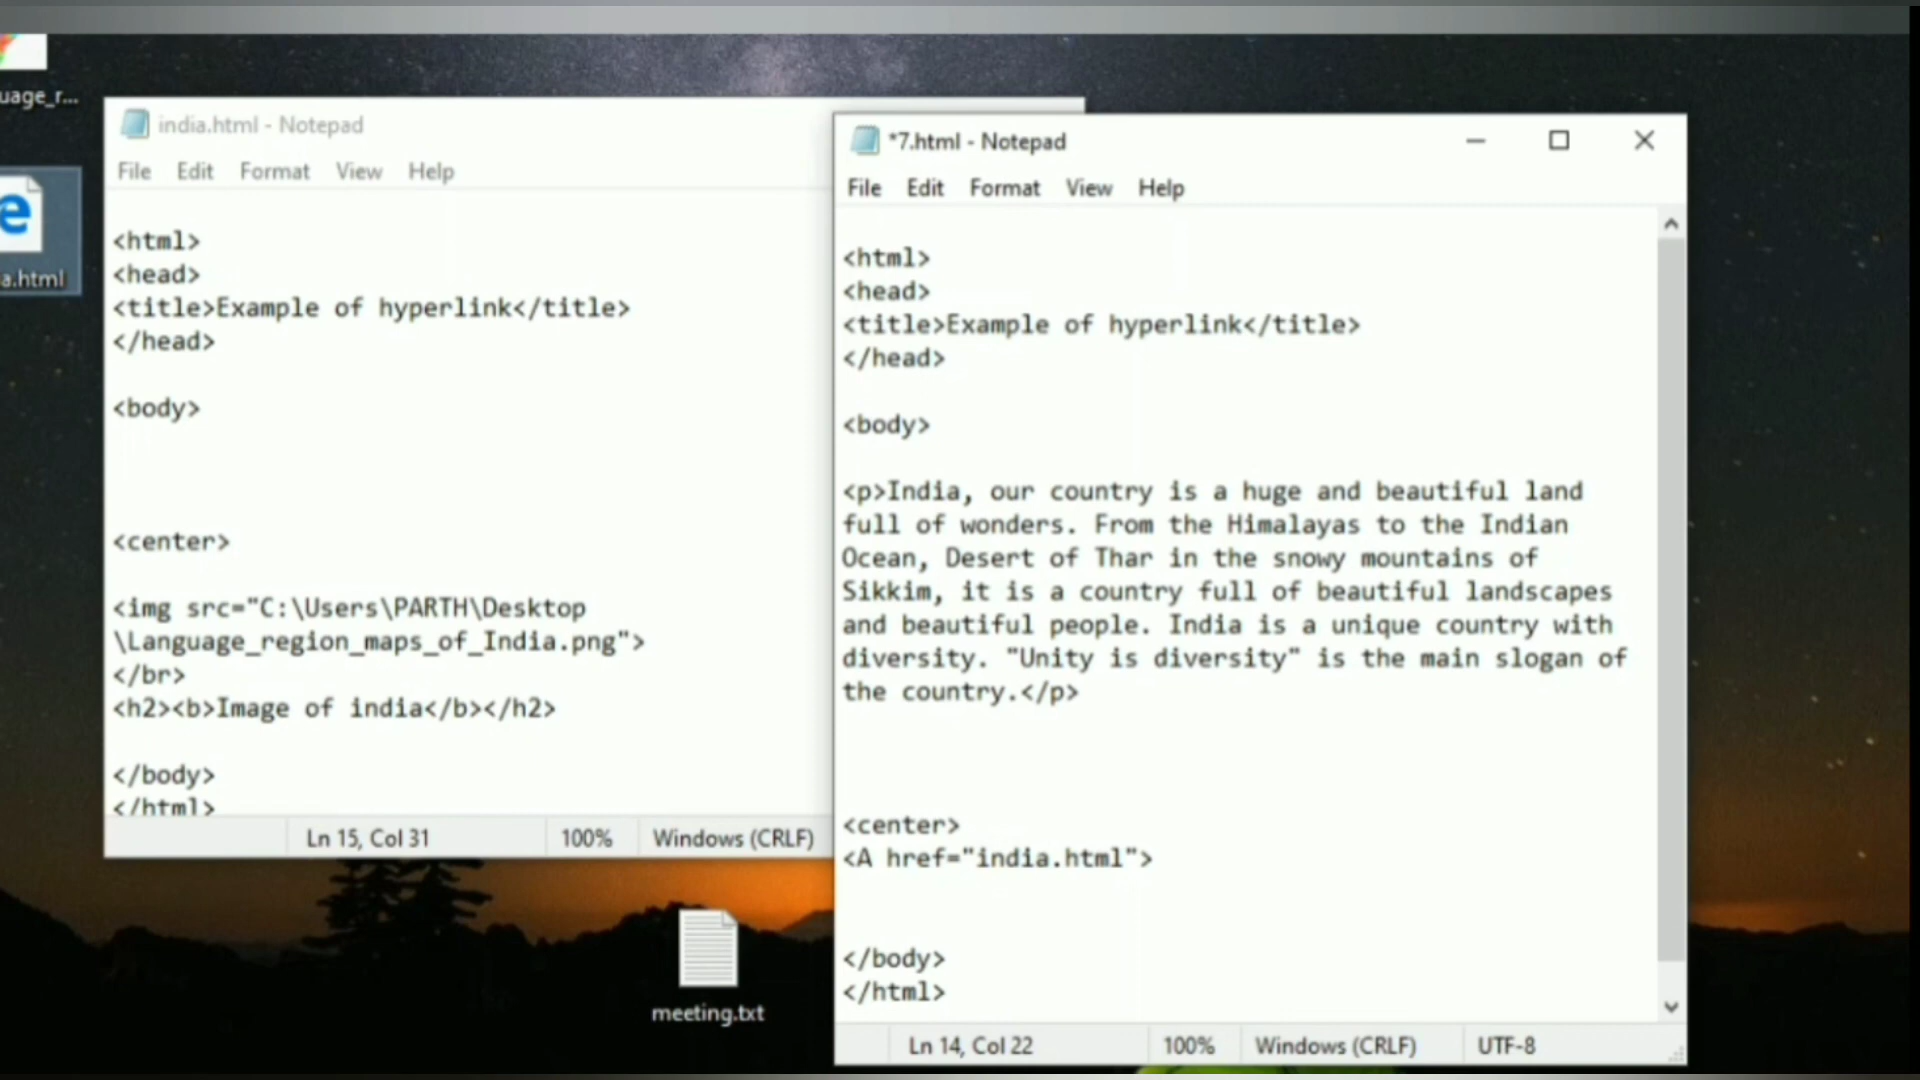 uage_r...
a.html
india.html - Notepad
File Edit Format View Help
<html>
<head>
<title>Example of hyperlink</title>
</head>
<body>
<center>
<img src="C:\Users\PARTH\Desktop
\Language_region_maps_of_India.png">
</br>
<h2><b>Image of india</b></h2>
</body>
</html>
Ln 15, Col 31 100% Windows (CRLF)
meeting.txt
*7.html - Notepad
File Edit Format View Help
<html>
<head>
<title>Example of hyperlink</title>
</head>
<body>
<p>India, our country is a huge and beautiful land
full of wonders. From the Himalayas to the Indian
Ocean, Desert of Thar in the snowy mountains of
Sikkim, it is a country full of beautiful landscapes
and beautiful people. India is a unique country with
diversity. "Unity is diversity" is the main slogan of
the country.</p>
<center>
<A href="india.html">
</body>
</html>
Ln 14, Col 22 100% Windows (CRLF) UTF-8